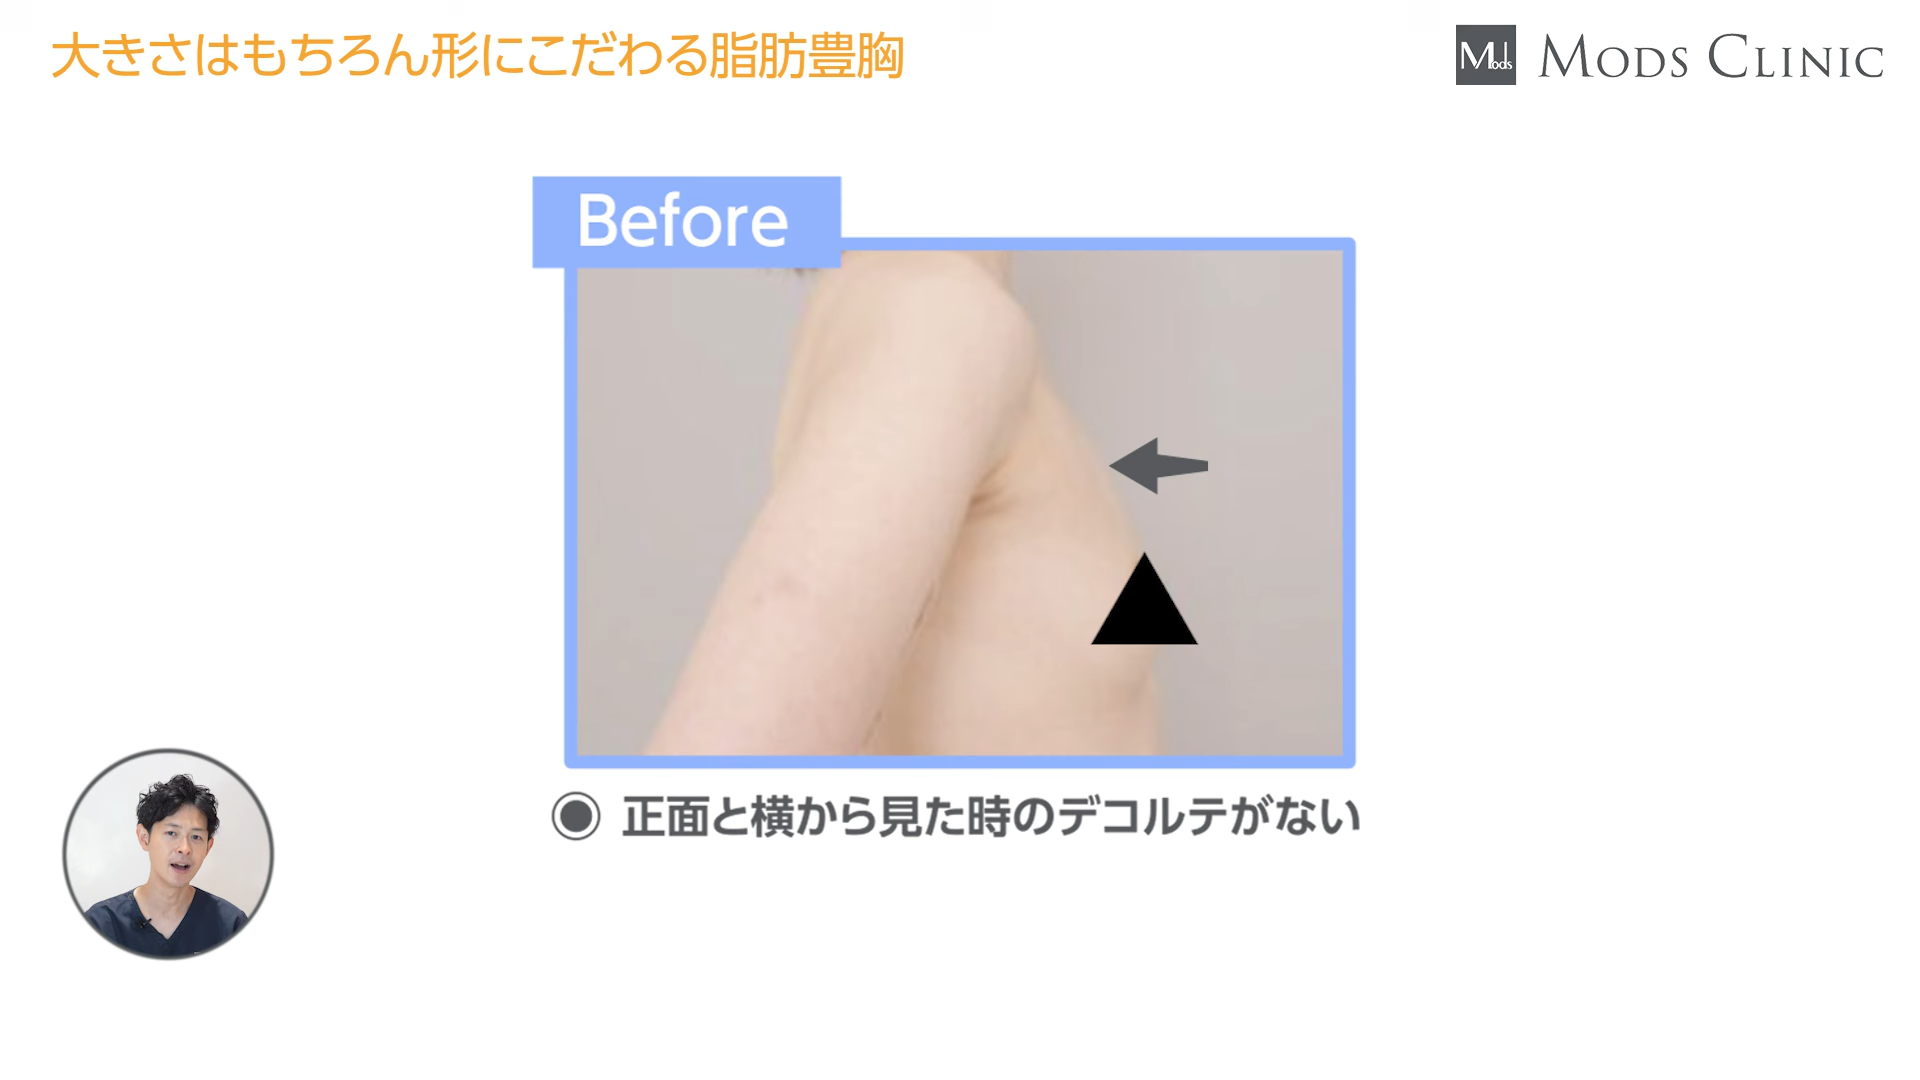 大きさはもちろん形にこだわる脂肪豊胸
Mods
MODS CLINIC
Before
正面と横から見た時のデコルテがない